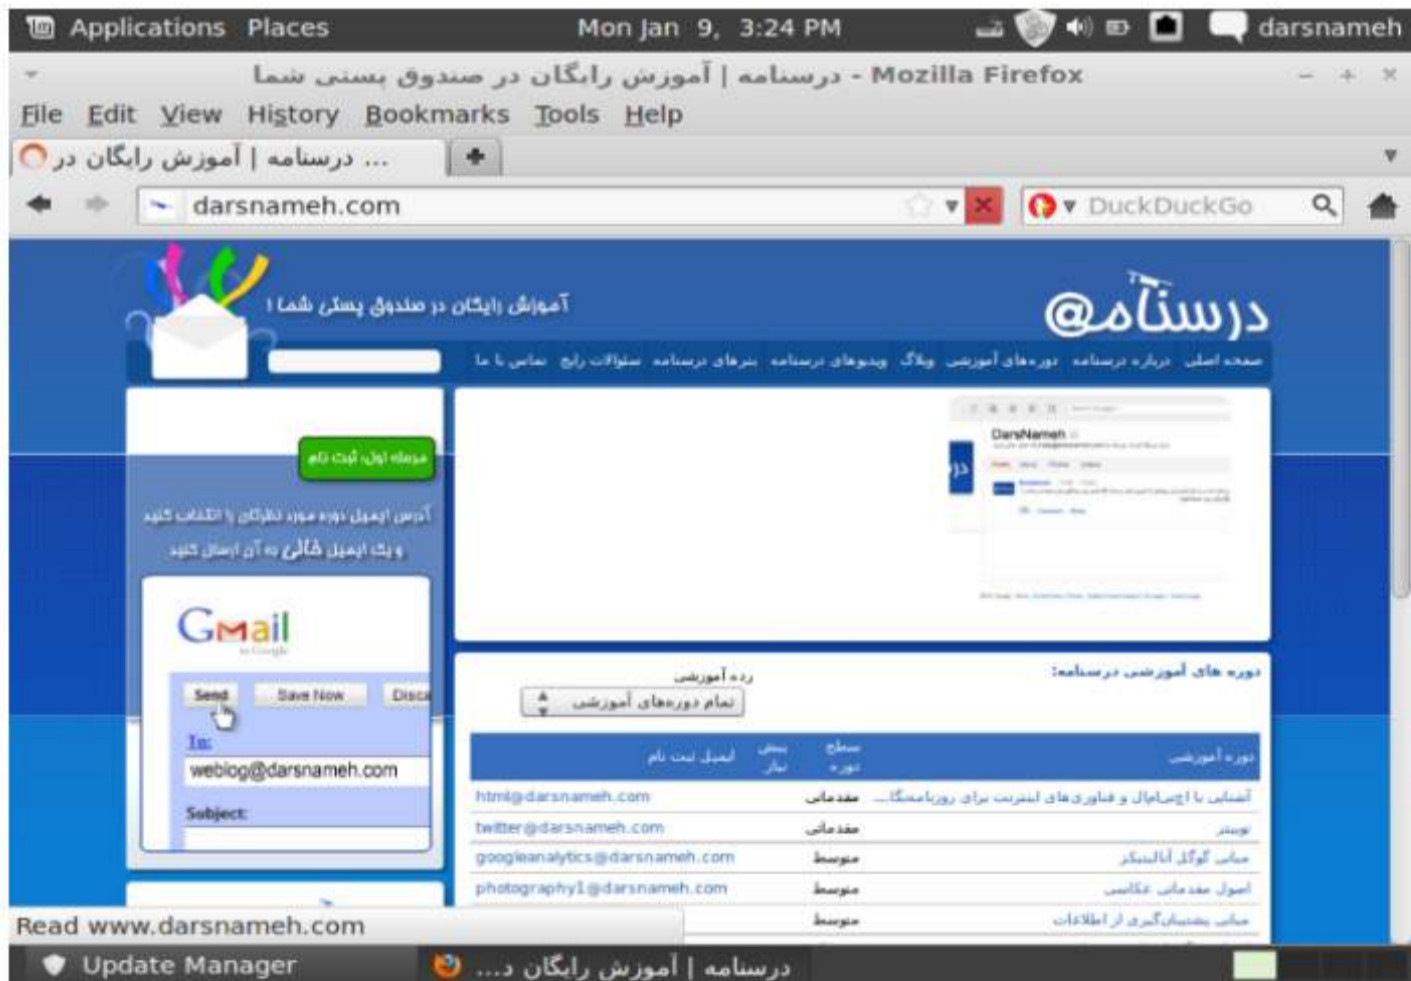 Applications Places Mon Jan 9, 3:24 PM darsnameh
درسنامه | آموزش رایگان در صندوق پستی شما - Mozilla Firefox
File Edit View History Bookmarks Tools Help
درسنامه | آموزش رایگان در ...
darsnameh.com DuckDuckGo
درسنامه@
آموزش رایگان در صندوق پستی شما !
صفحه اصلی درباره درسنامه دوره‌های آموزشی وبلاگ ویدیوهای درسنامه بنرهای درسنامه سئوالات رایج تماس با ما
DarsNameh
مرحله اول، ثبت نام
آدرس ایمیل دوره مورد نظرتان را انتخاب کنید
و یک ایمیل خالی به آن ارسال کنید
Gmail
by Google
Send Save Now Disca
To:
weblog@darsnameh.com
Subject:
دوره های آموزشی درسنامه:
رده آموزشی
تمام دوره‌های آموزشی
دوره آموزشی سطح دوره پیش نیاز ایمیل ثبت نام
آشنایی با اچ‌تی‌ام‌ال و فناوری‌های اینترنت برای روزنامه‌نگا... مقدماتی html@darsnameh.com
توییتر مقدماتی twitter@darsnameh.com
مبانی گوگل آنالیتیکز متوسط googleanalytics@darsnameh.com
اصول مقدماتی عکاسی متوسط photography1@darsnameh.com
مبانی پشتیبان‌گیری از اطلاعات متوسط
Read www.darsnameh.com
Update Manager درسنامه | آموزش رایگان د...